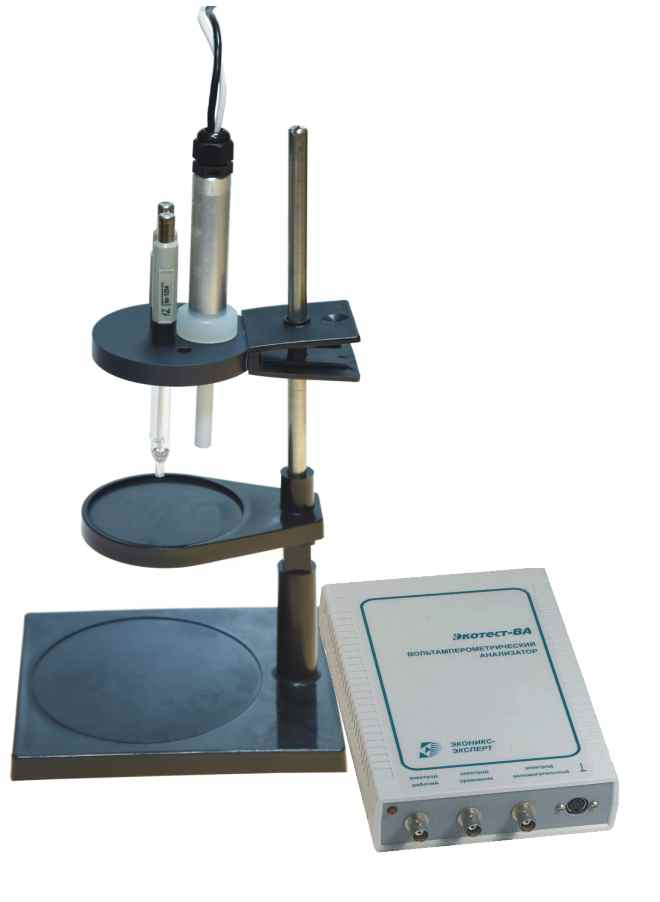 Экотест-ВА
ВОЛЬТАМПЕРОМЕТРИЧЕСКИЙ
АНАЛИЗАТОР
ЭКОНИКС-
ЭКСПЕРТ
электрод
рабочий
электрод
сравнения
электрод
вспомогательный